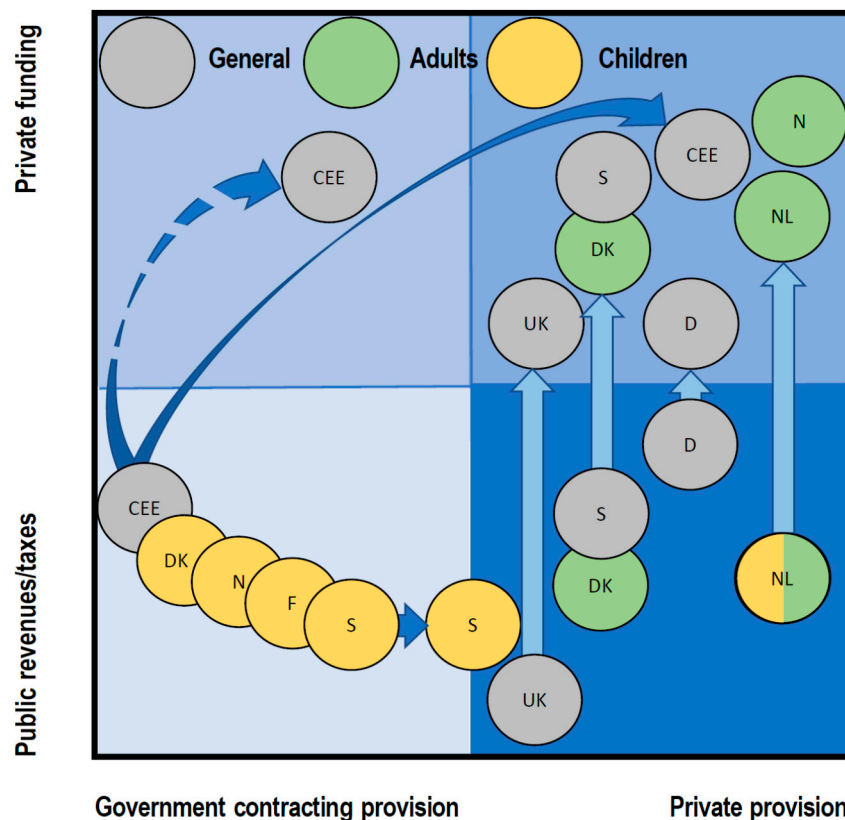 General Adults Children
Private funding
N
CEE
CEE
S
NL
DK
UK
D
D
CEE
S
DK
N
F
S
S
DK
NL
UK
Public revenues/taxes
Government contracting provision
Private provision